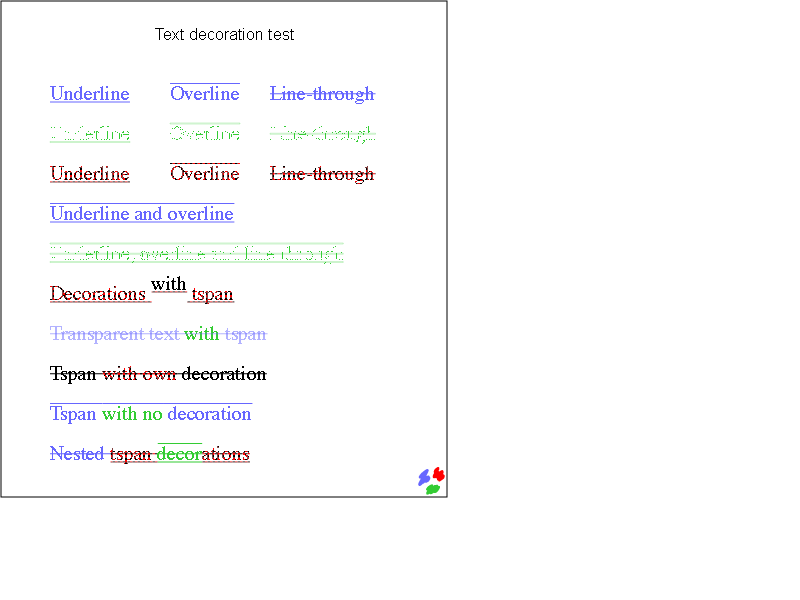 Text decoration test
Underline Overline Line-through
Underline Overline Line-through
Underline Overline Line-through
Underline and overline
Underline, overline and line-through
Decorations with tspan
Transparent text with tspan
Tspan with own decoration
Tspan with no decoration
Nested tspan decorations